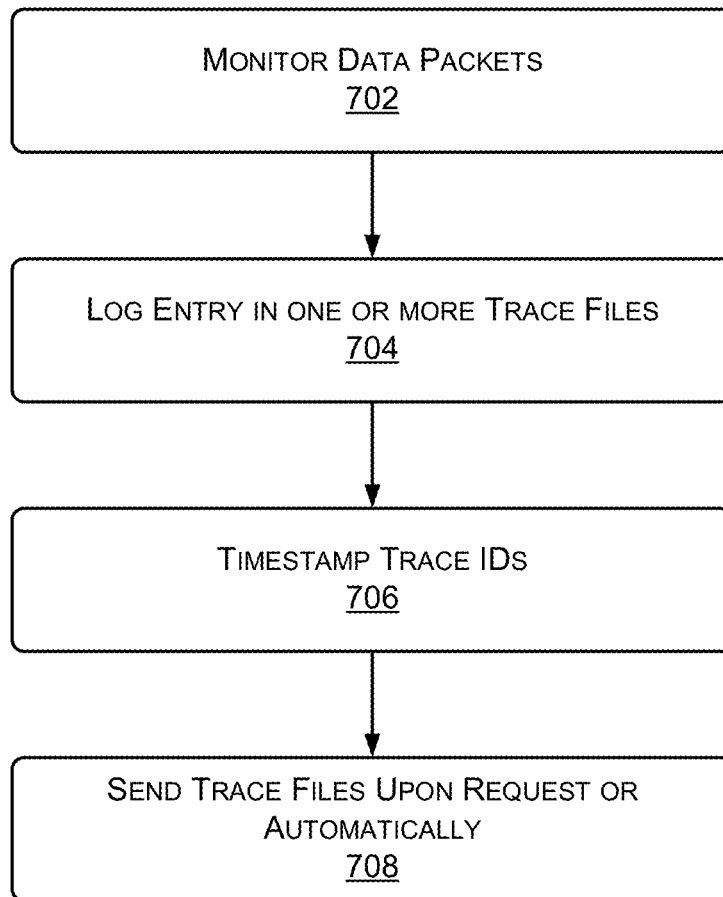 MONITOR DATA PACKETS
702
LOG ENTRY IN ONE OR MORE TRACE FILES
704
TIMESTAMP TRACE IDS
706
SEND TRACE FILES UPON REQUEST OR
AUTOMATICALLY
708